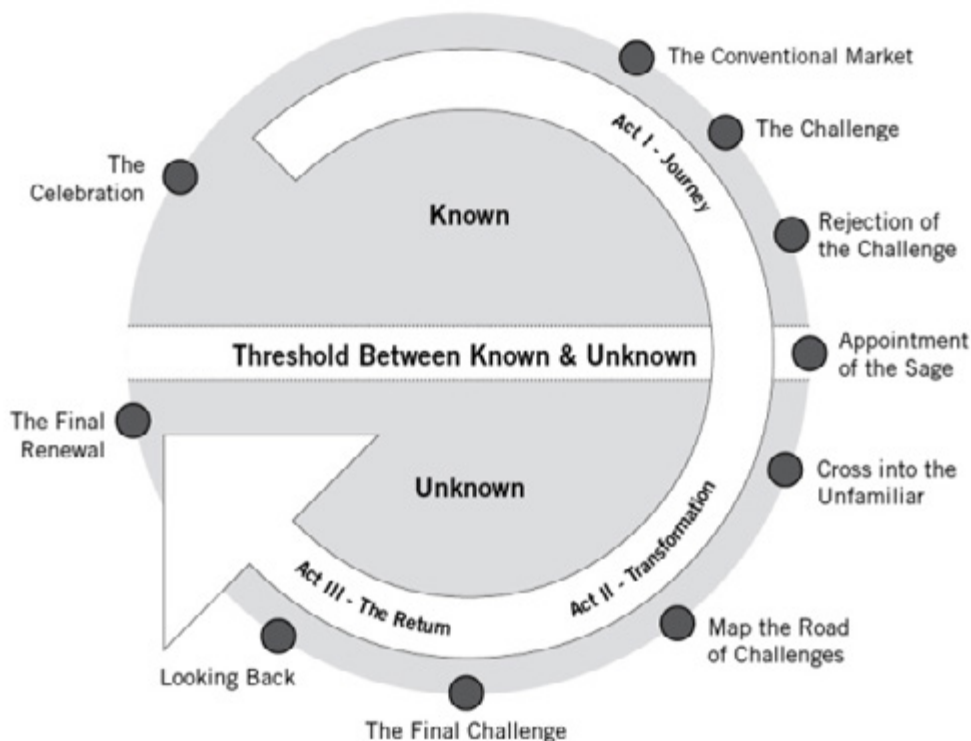 The Conventional Market
The Challenge
Rejection of
the Challenge
Appointment
of the Sage
Cross into the
Unfamiliar
Map the Road
of Challenges
The Final Challenge
Looking Back
The Final
Renewal
The
Celebration
Act I - Journey
Act II - Transformation
Act III - The Return
Known
Threshold Between Known & Unknown
Unknown